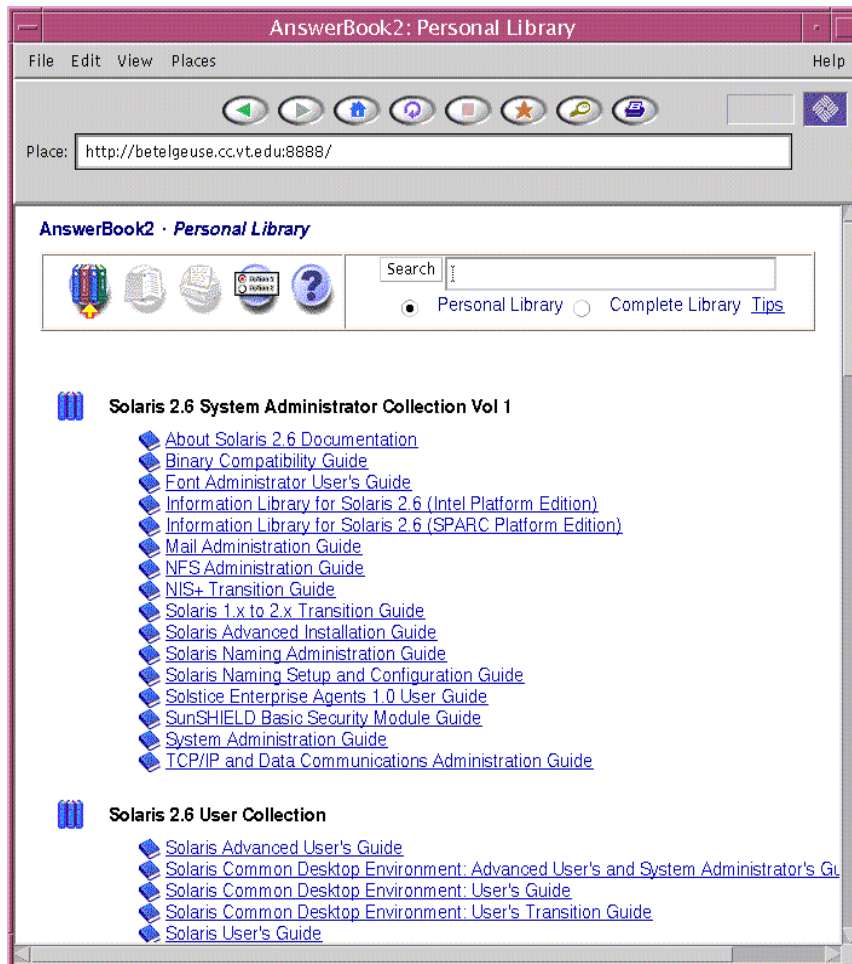 AnswerBook2: Personal Library
File Edit View Places Help
Place: http://betelgeuse.cc.vt.edu:8888/
AnswerBook2 · Personal Library
Option 1
Option 2
?
Search
Personal Library Complete Library Tips
Solaris 2.6 System Administrator Collection Vol 1
About Solaris 2.6 Documentation
Binary Compatibility Guide
Font Administrator User's Guide
Information Library for Solaris 2.6 (Intel Platform Edition)
Information Library for Solaris 2.6 (SPARC Platform Edition)
Mail Administration Guide
NFS Administration Guide
NIS+ Transition Guide
Solaris 1.x to 2.x Transition Guide
Solaris Advanced Installation Guide
Solaris Naming Administration Guide
Solaris Naming Setup and Configuration Guide
Solstice Enterprise Agents 1.0 User Guide
SunSHIELD Basic Security Module Guide
System Administration Guide
TCP/IP and Data Communications Administration Guide
Solaris 2.6 User Collection
Solaris Advanced User's Guide
Solaris Common Desktop Environment: Advanced User's and System Administrator's Gu
Solaris Common Desktop Environment: User's Guide
Solaris Common Desktop Environment: User's Transition Guide
Solaris User's Guide